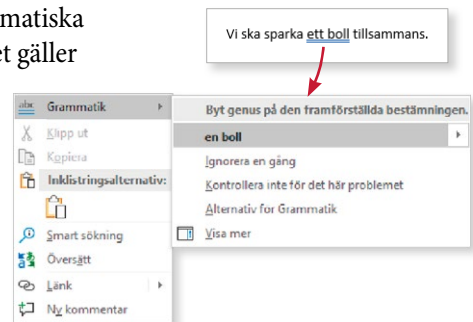 matiska
et gäller
Vi ska sparka ett boll tillsammans.
abc Grammatik
Klipp ut
Kopiera
Inklistringsalternativ:
Smart sökning
Översätt
Länk
Ny kommentar
Byt genus på den framförställda bestämningen.
en boll
Ignorera en gång
Kontrollera inte för det här problemet
Alternativ for Grammatik
Visa mer